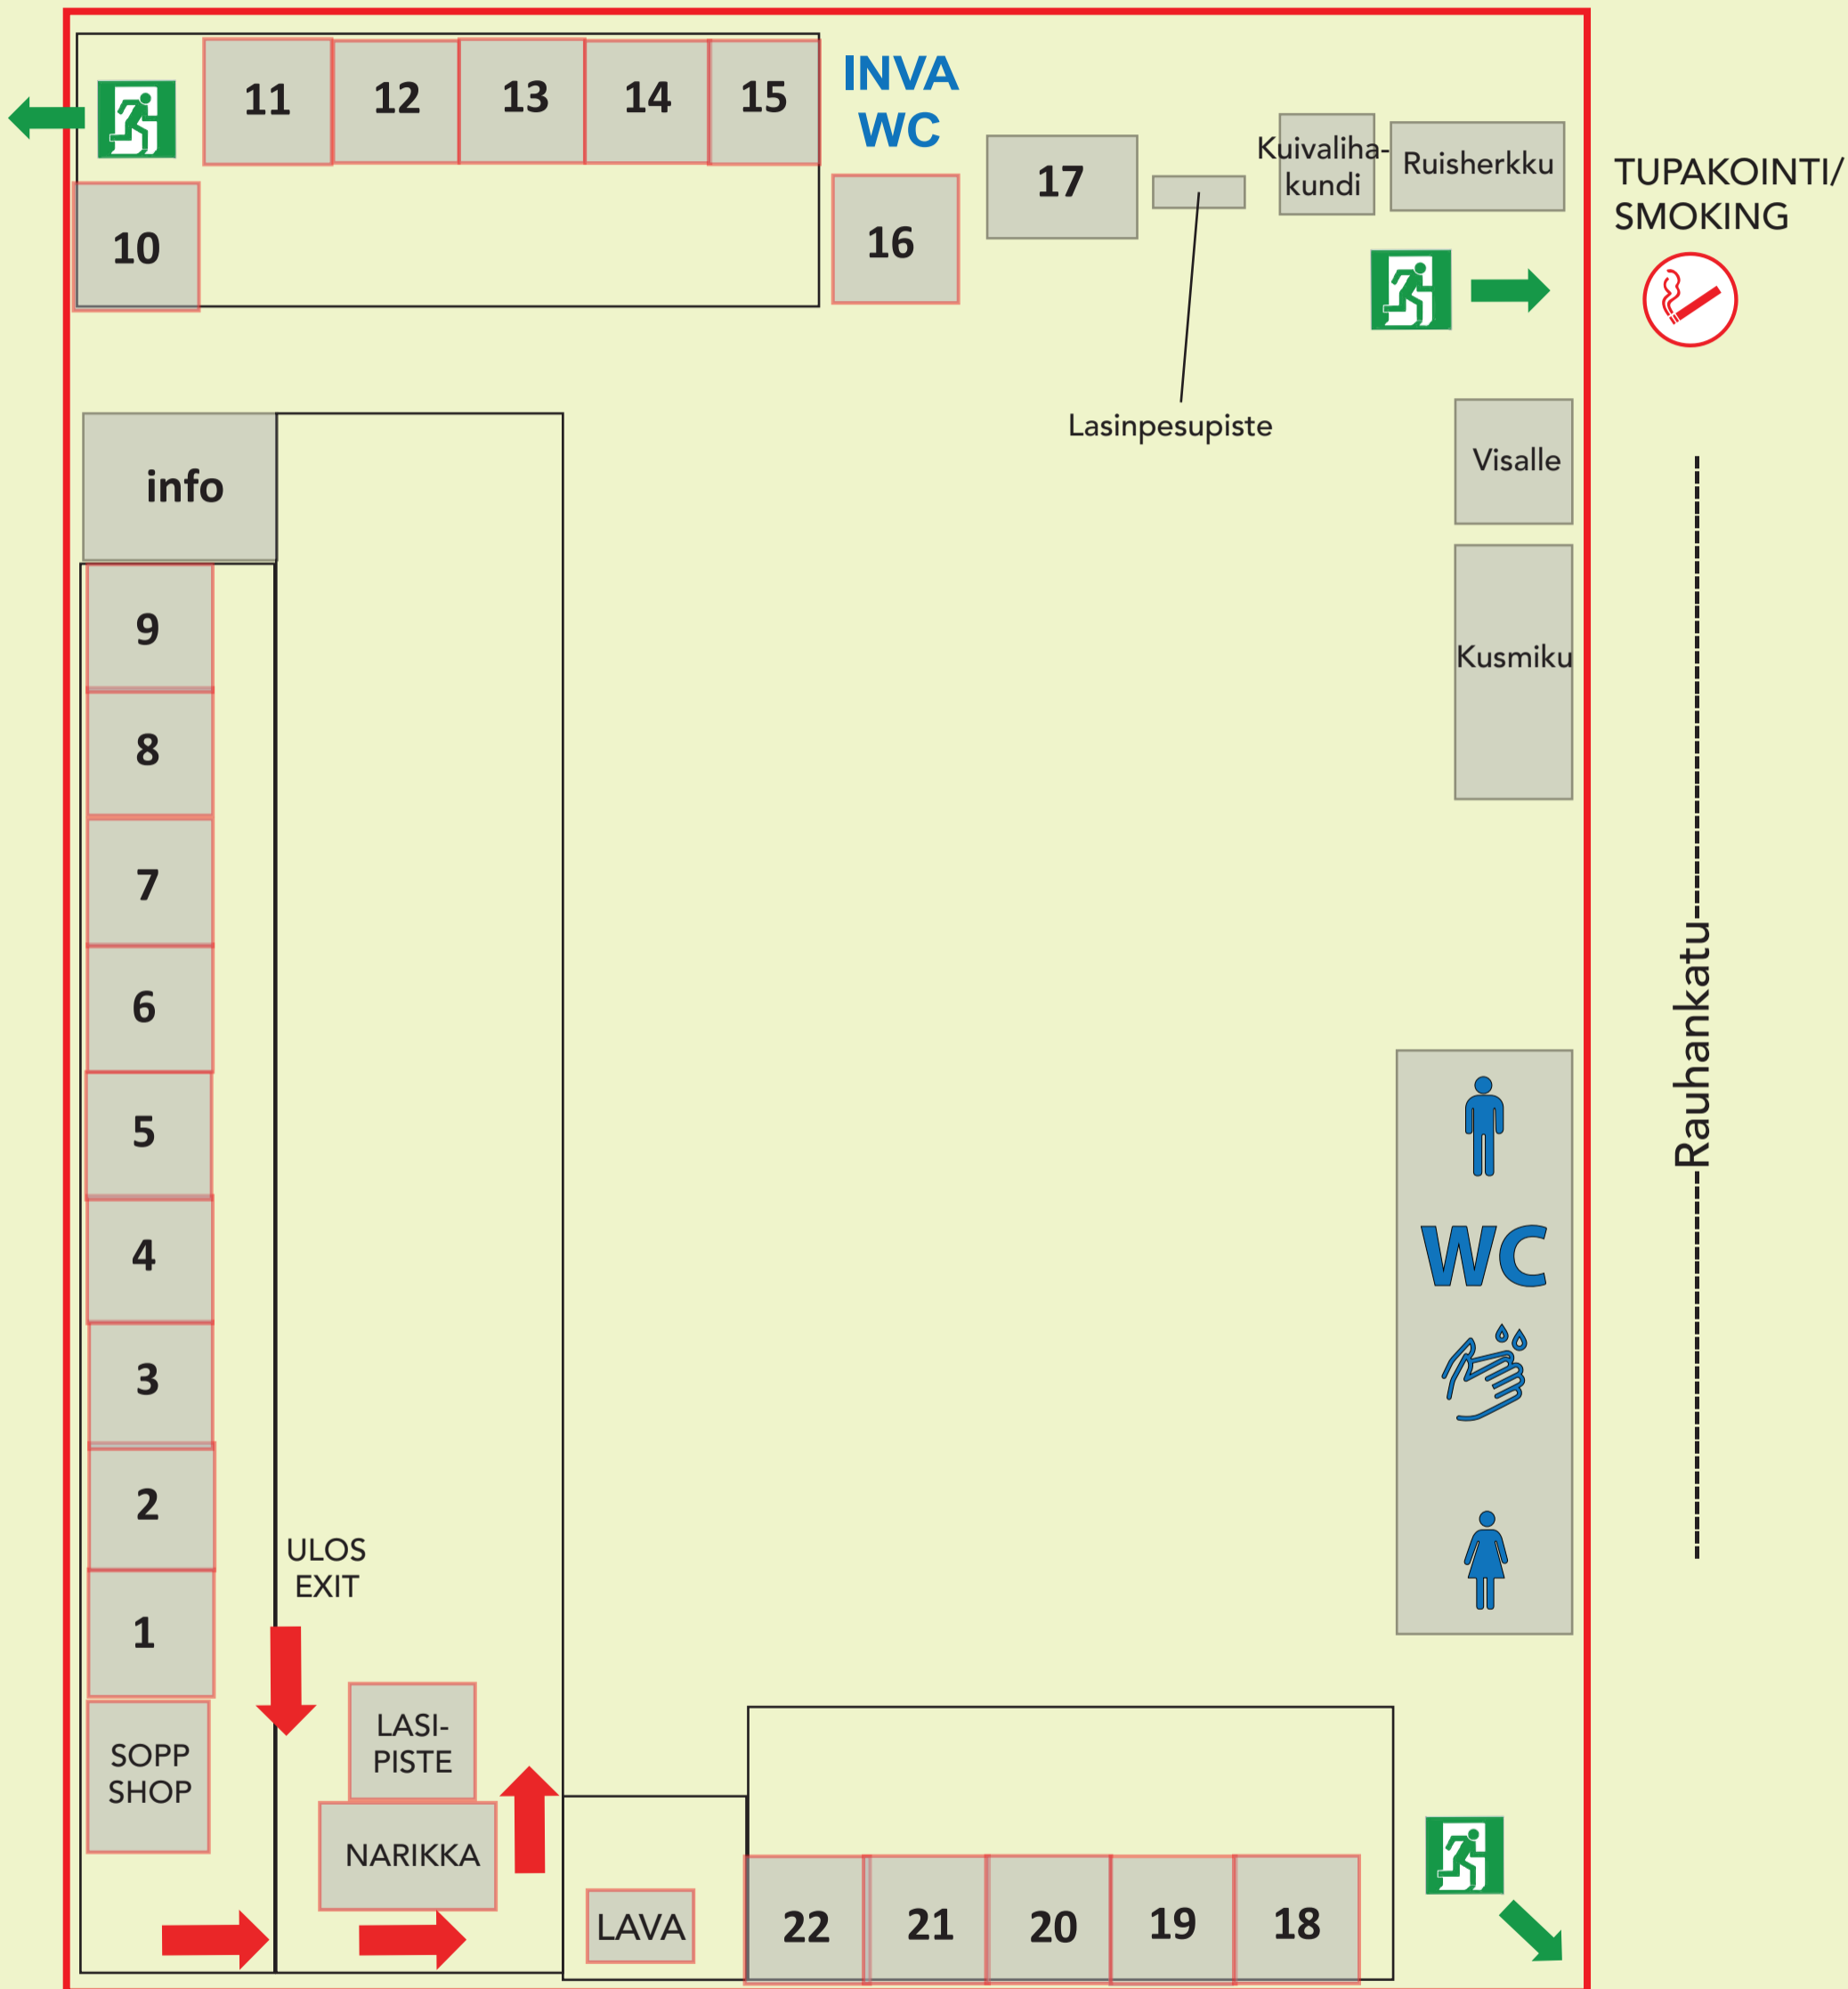 11
12
13
14
15
INVA
WC
17
Kuivaliha-
kundi
Ruisherkku
TUPAKOINTI/
SMOKING
10
16
Lasinpesupiste
info
Visalle
9
Kusmiku
8
7
6
Rauhankatu
5
4
WC
3
2
ULOS
EXIT
1
SOPP
SHOP
LASI-
PISTE
NARIKKA
LAVA
22
21
20
19
18